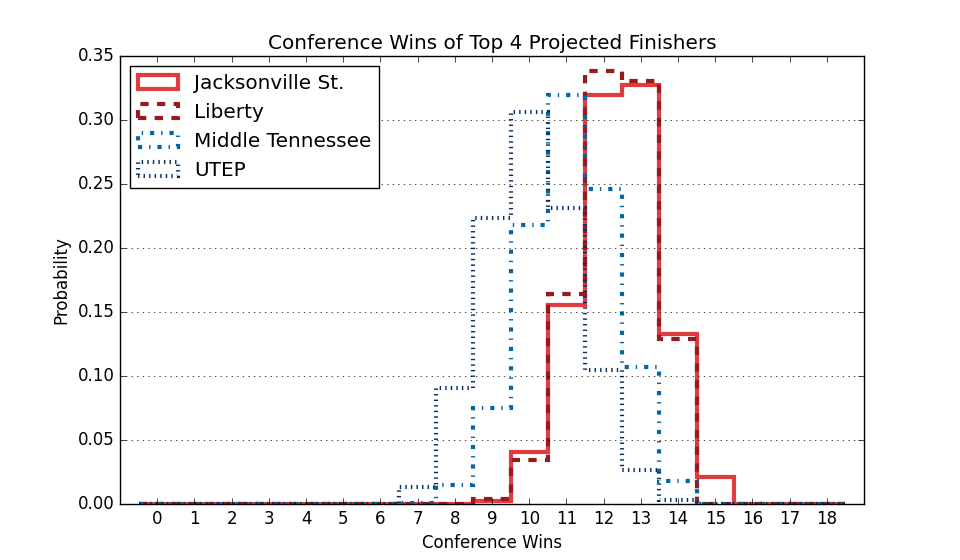 Conference Wins of Top 4 Projected Finishers
0.35
0.30
0.25
0.20
0.15
0.10
0.05
0.00
Probability
Jacksonville St.
Liberty
Middle Tennessee
UTEP
0 1 2 3 4 5 6 7 8 9 10 11 12 13 14 15 16 17 18
Conference Wins